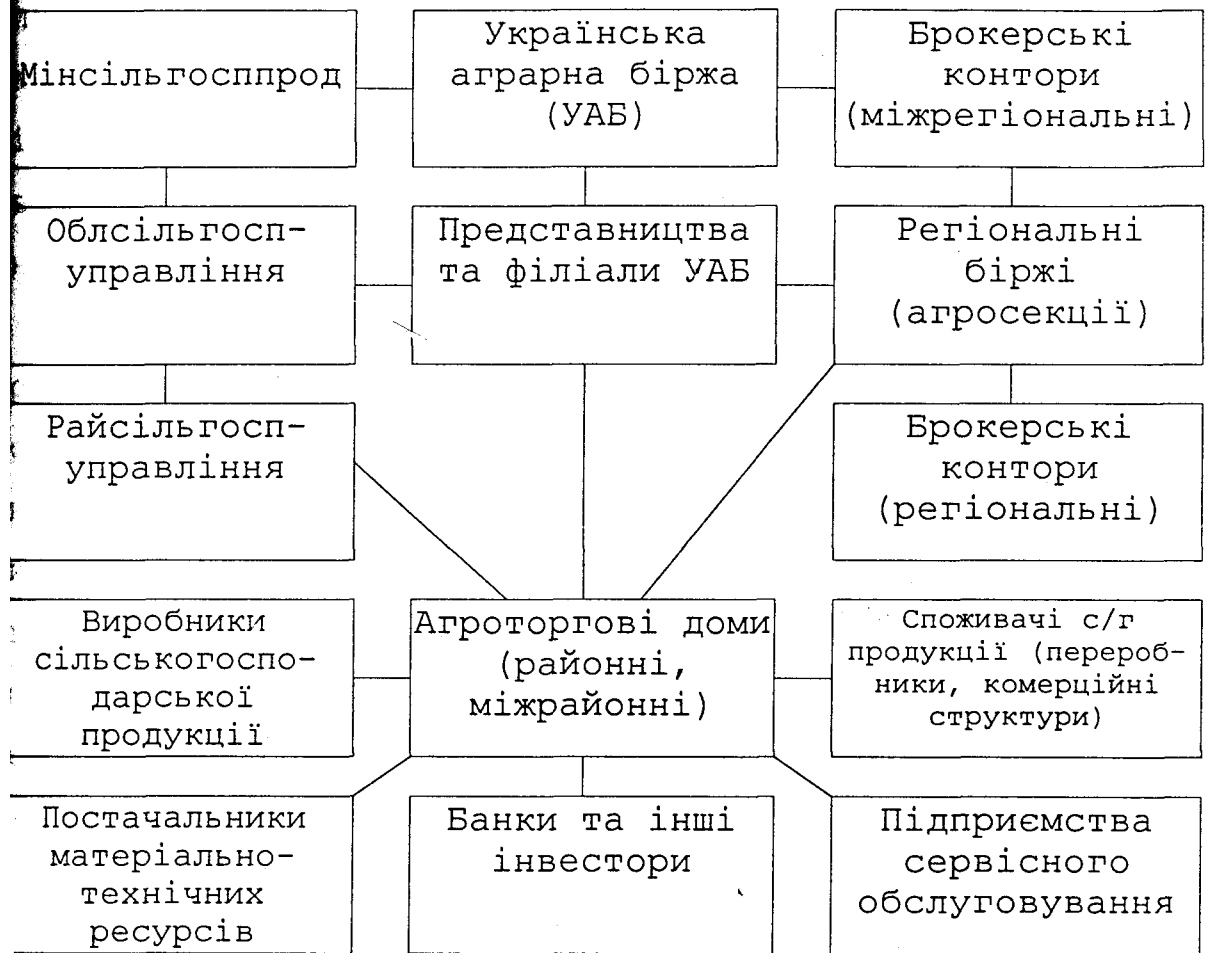 Мінсільгосппрод
Українська
аграрна біржа
(УАБ)
Брокерські
контори
(міжрегіональні)
Облсільгосп-
управління
Представництва
та філіали УАБ
Регіональні
біржі
(агросекції)
Райсільгосп-
управління
Брокерські
контори
(регіональні)
Виробники
сільськогоспо-
дарської
продукції
Агроторгові доми
(районні,
міжрайонні)
Споживачі с/г
продукції (перероб-
ники, комерційні
структури)
Постачальники
матеріально-
технічних
ресурсів
Банки та інші
інвестори
Підприємства
сервісного
обслуговування